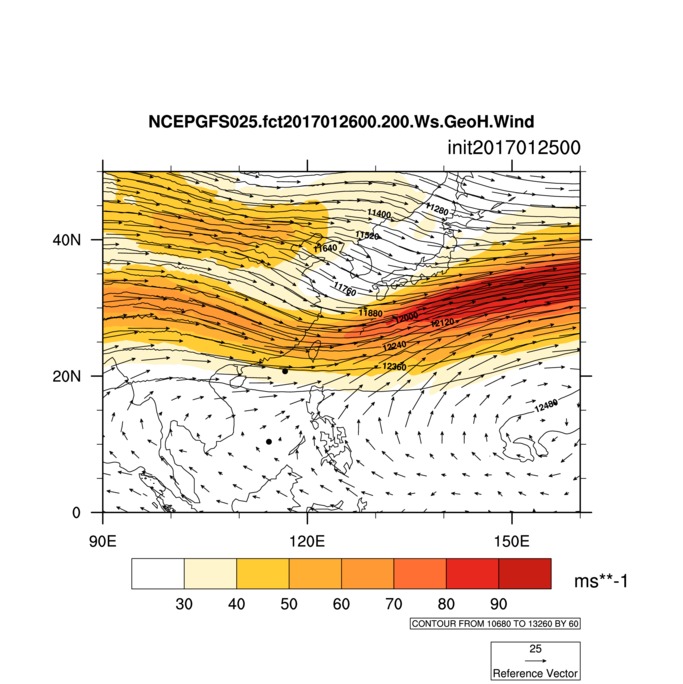 NCEPGFS025.fct2017012600.200.Ws.GeoH.Wind
init2017012500
11280
11400
11520
40N
11640
11760
11880
12000
12120
12240
12360
20N
12480
0
90E 120E 150E
ms**-1
30 40 50 60 70 80 90
CONTOUR FROM 10680 TO 13260 BY 60
25
Reference Vector